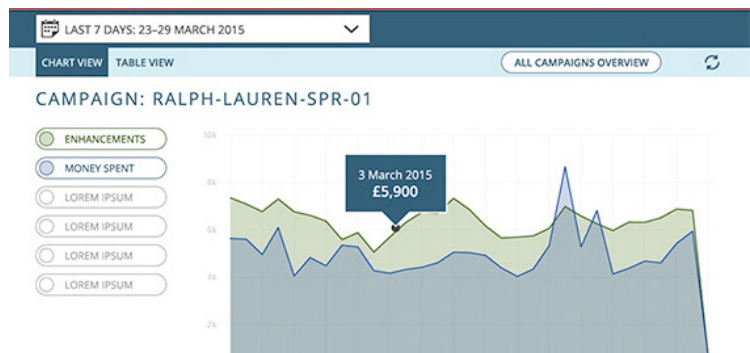 LAST 7 DAYS: 23–29 MARCH 2015
CHART VIEW TABLE VIEW ALL CAMPAIGNS OVERVIEW
CAMPAIGN: RALPH-LAUREN-SPR-01
ENHANCEMENTS
MONEY SPENT
LOREM IPSUM
LOREM IPSUM
LOREM IPSUM
LOREM IPSUM
10k
8k
6k
4k
2k
3 March 2015
£5,900